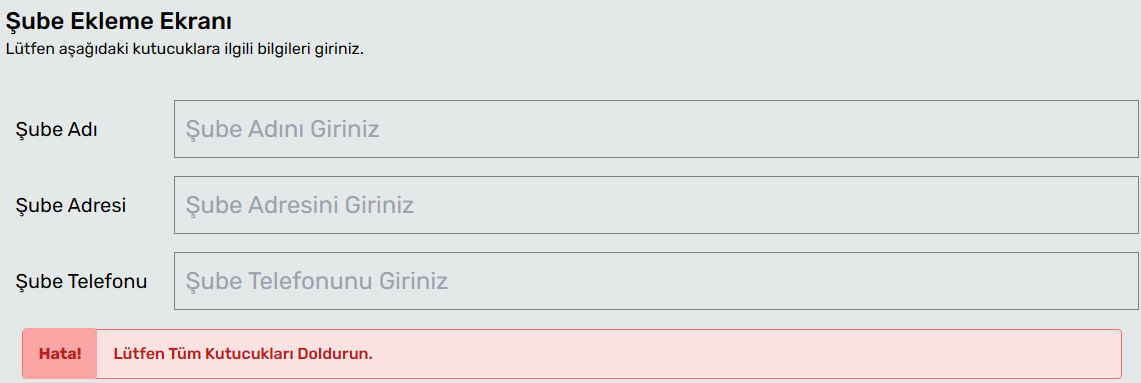 Şube Ekleme Ekranı
Lütfen aşağıdaki kutucuklara ilgili bilgileri giriniz.
Şube Adı Şube Adını Giriniz
Şube Adresi Şube Adresini Giriniz
Şube Telefonu Şube Telefonunu Giriniz
Hata! Lütfen Tüm Kutucukları Doldurun.